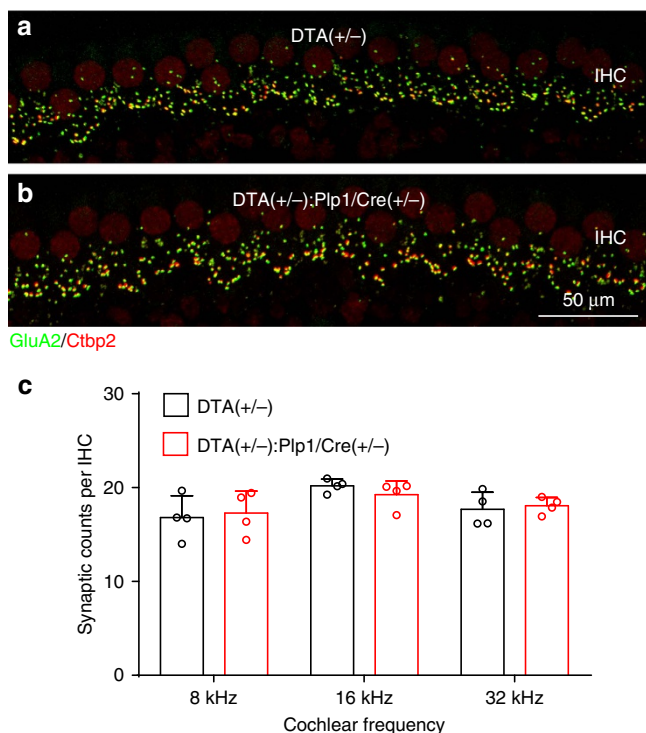 a
DTA(+/–)
IHC
b
DTA(+/–):Plp1/Cre(+/–)
IHC
50 μm
GluA2/Ctbp2
c
30
20
10
0
Synaptic counts per IHC
DTA(+/–)
DTA(+/–):Plp1/Cre(+/–)
8 kHz 16 kHz 32 kHz
Cochlear frequency